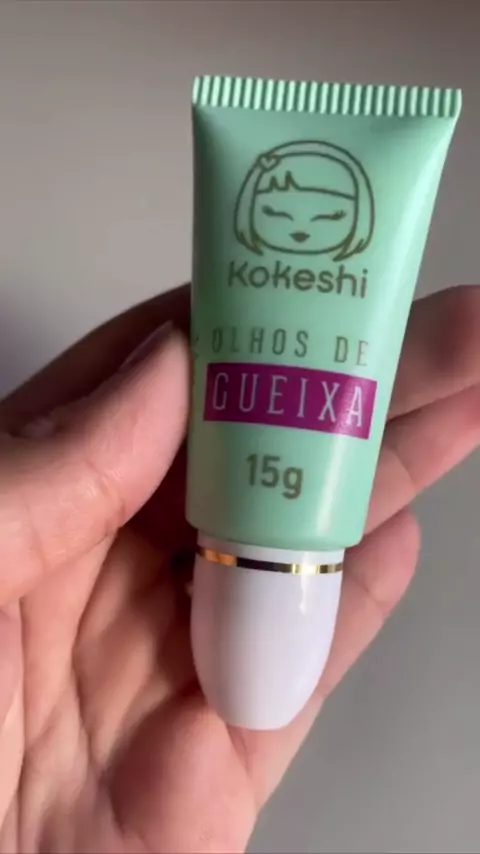 Kokeshi
OLHOS DE
GUEIXA
15g